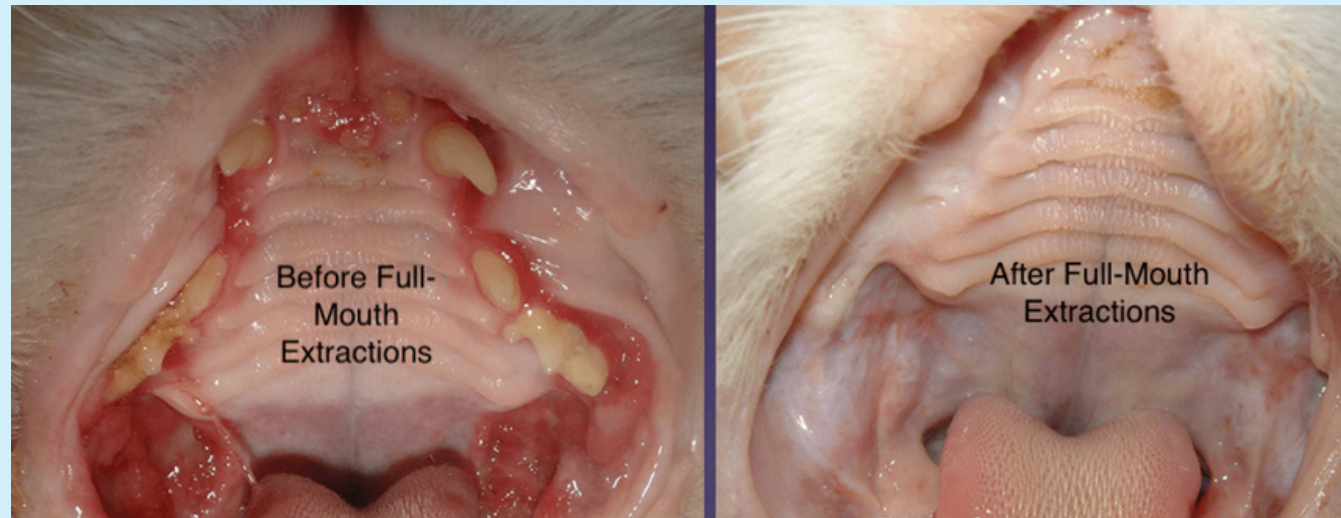 Before Full-
Mouth
Extractions
After Full-Mouth
Extractions